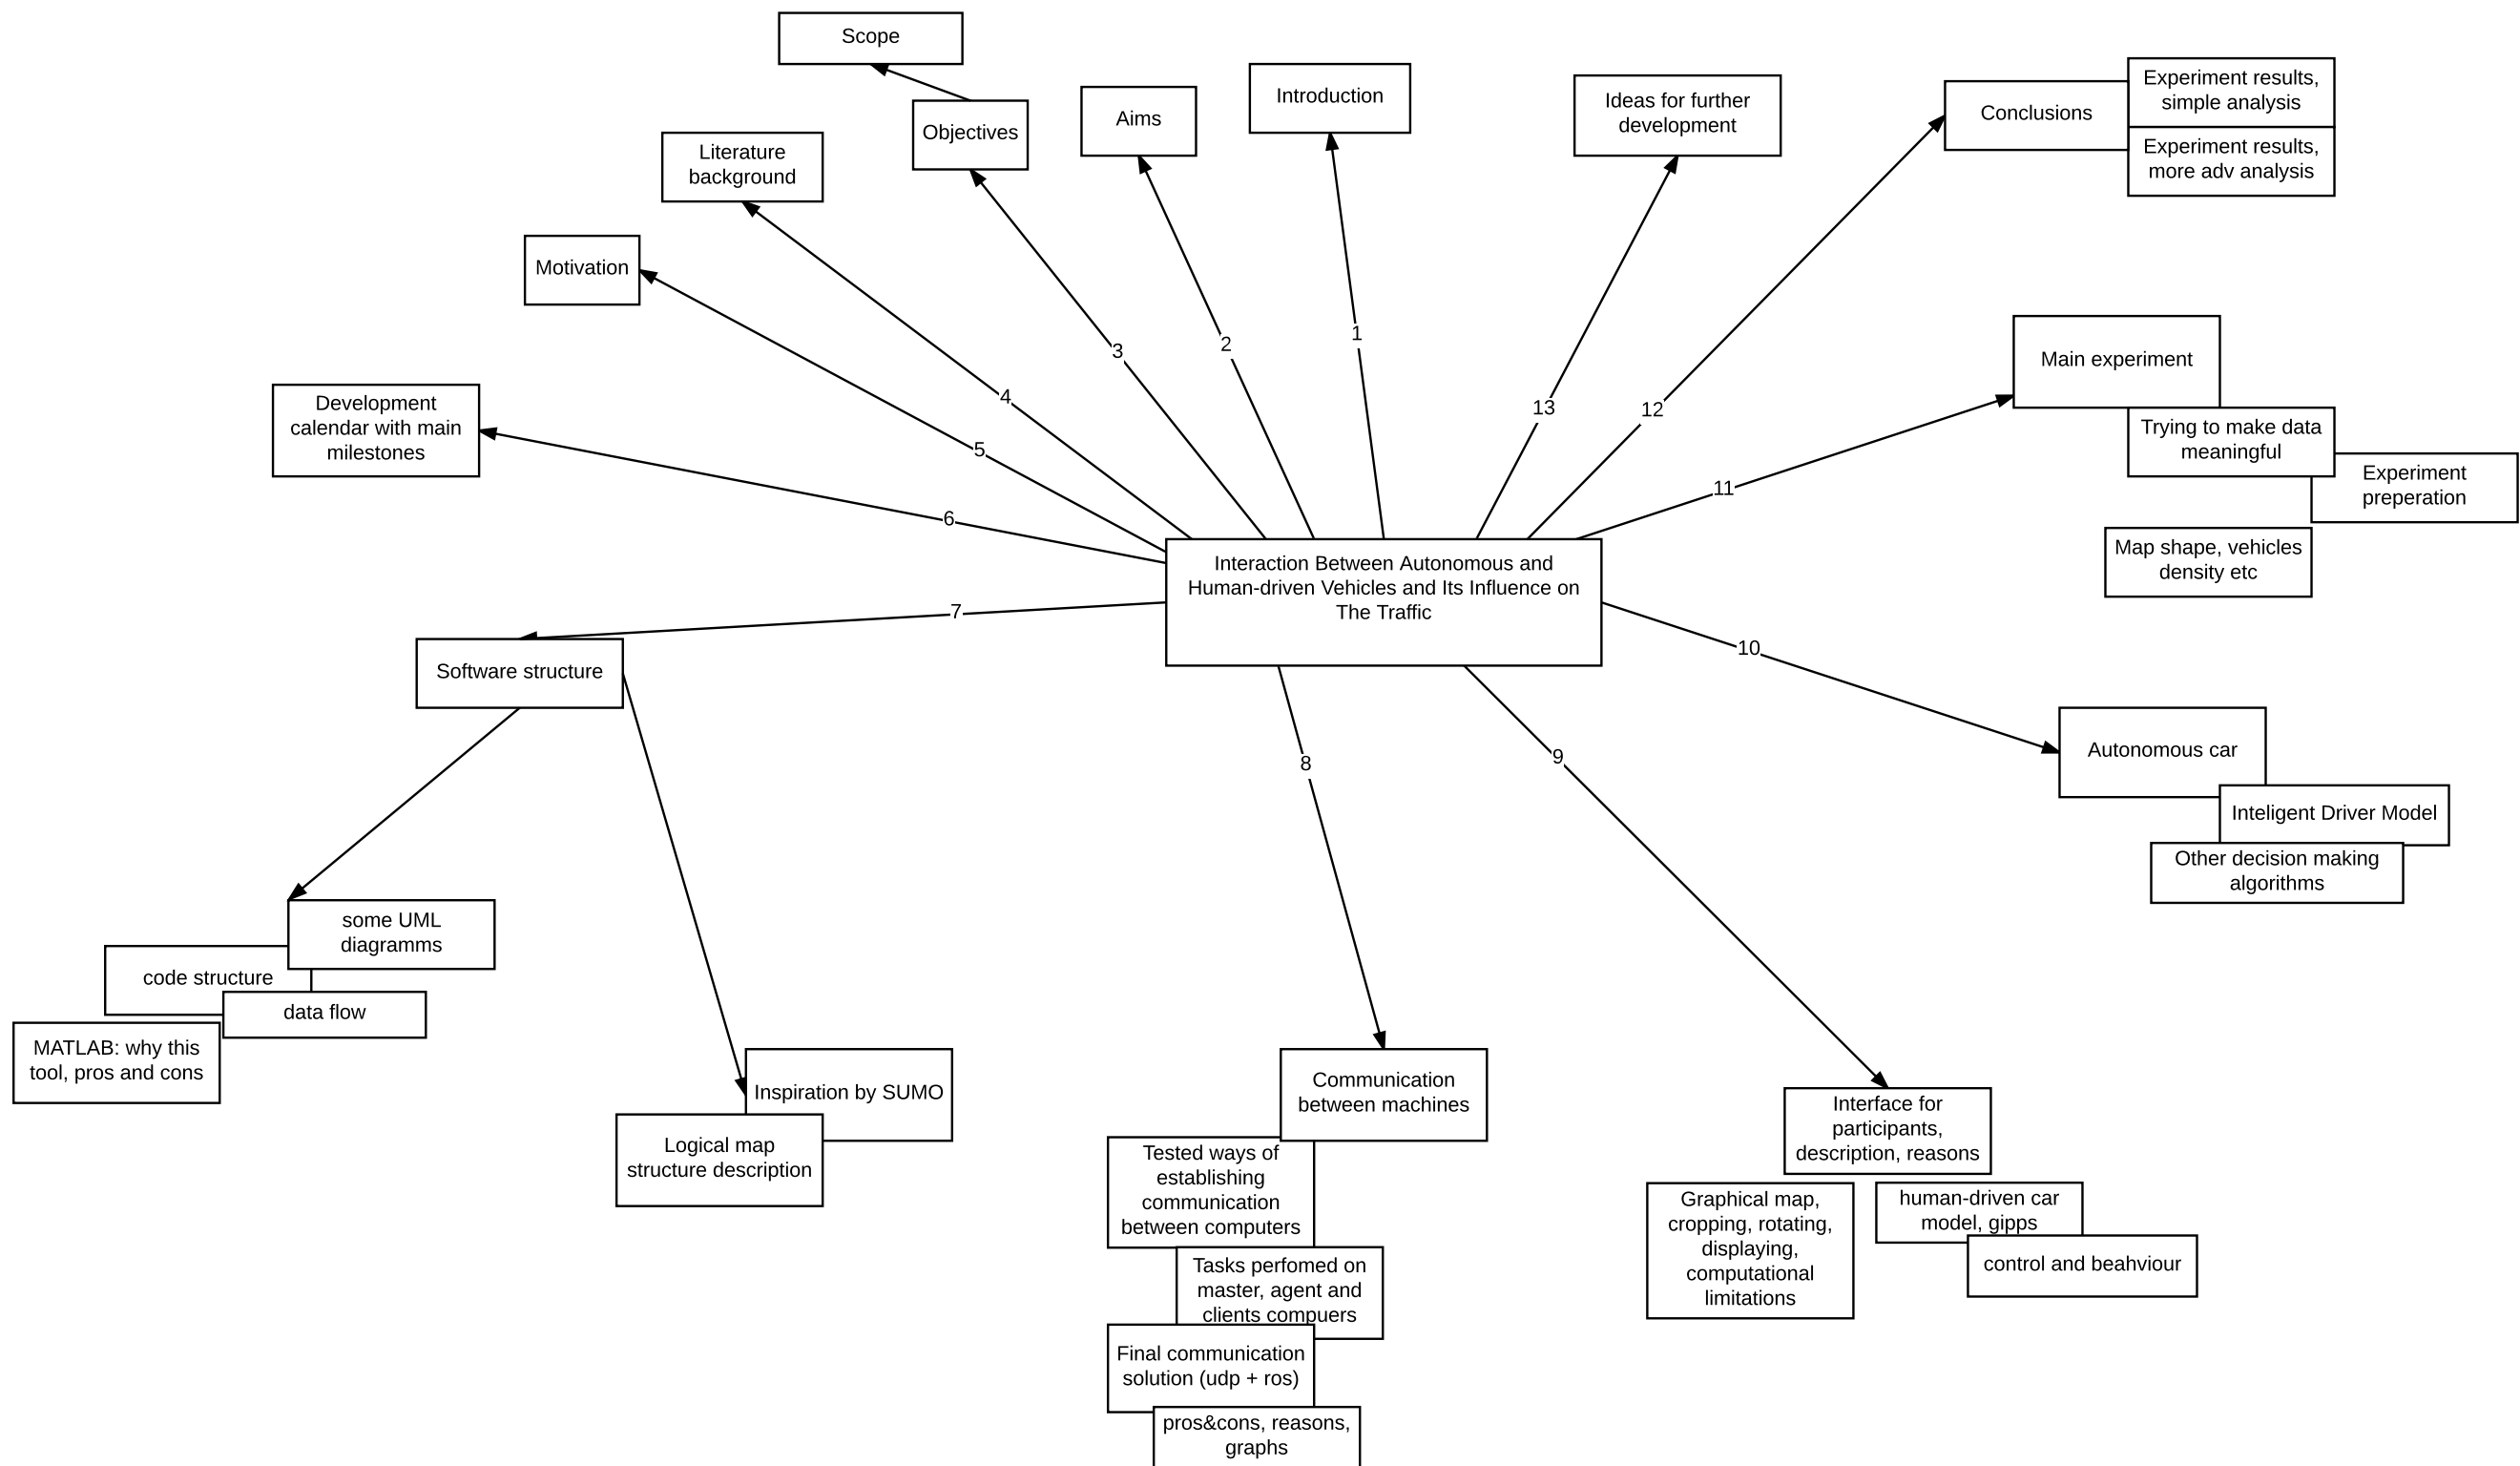 Scope
Introduction
Experiment results,
simple analysis
Ideas for further
development
Conclusions
Aims
Objectives
Experiment results,
more adv analysis
Literature
background
Motivation
1
2
3
Main experiment
4
13
12
Development
calendar with main
milestones
Trying to make data
meaningful
5
Experiment
preperation
11
6
Map shape, vehicles
density etc
Interaction Between Autonomous and
Human-driven Vehicles and Its Influence on
The Traffic
7
10
Software structure
8
9
Autonomous car
Inteligent Driver Model
Other decision making
algorithms
some UML
diagramms
code structure
data flow
MATLAB: why this
tool, pros and cons
Inspiration by SUMO
Logical map
structure description
Communication
between machines
Interface for
participants,
description, reasons
Tested ways of
establishing
communication
between computers
Graphical map,
cropping, rotating,
displaying,
computational
limitations
human-driven car
model, gipps
control and beahviour
Tasks perfomed on
master, agent and
clients compuers
Final communication
solution (udp + ros)
pros&cons, reasons,
graphs